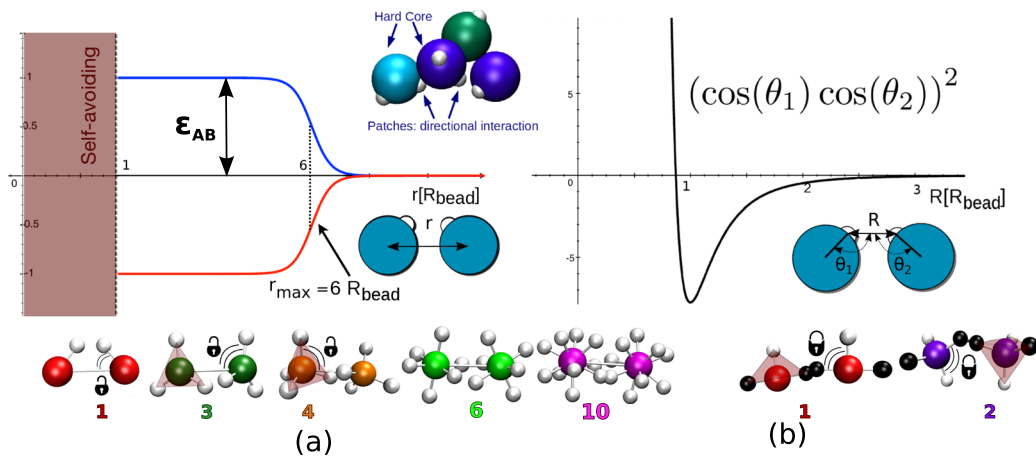 Self-avoiding
1
0.5
0
-0.5
-1
ε_AB
1
6
r[R_bead]
r
r_max =6 R_bead
Hard Core
Patches: directional interaction
1
3
4
6
10
(a)
(cos(θ_1) cos(θ_2))^2
5
0
-5
1
2
3
R[R_bead]
R
θ_1
θ_2
1
2
(b)